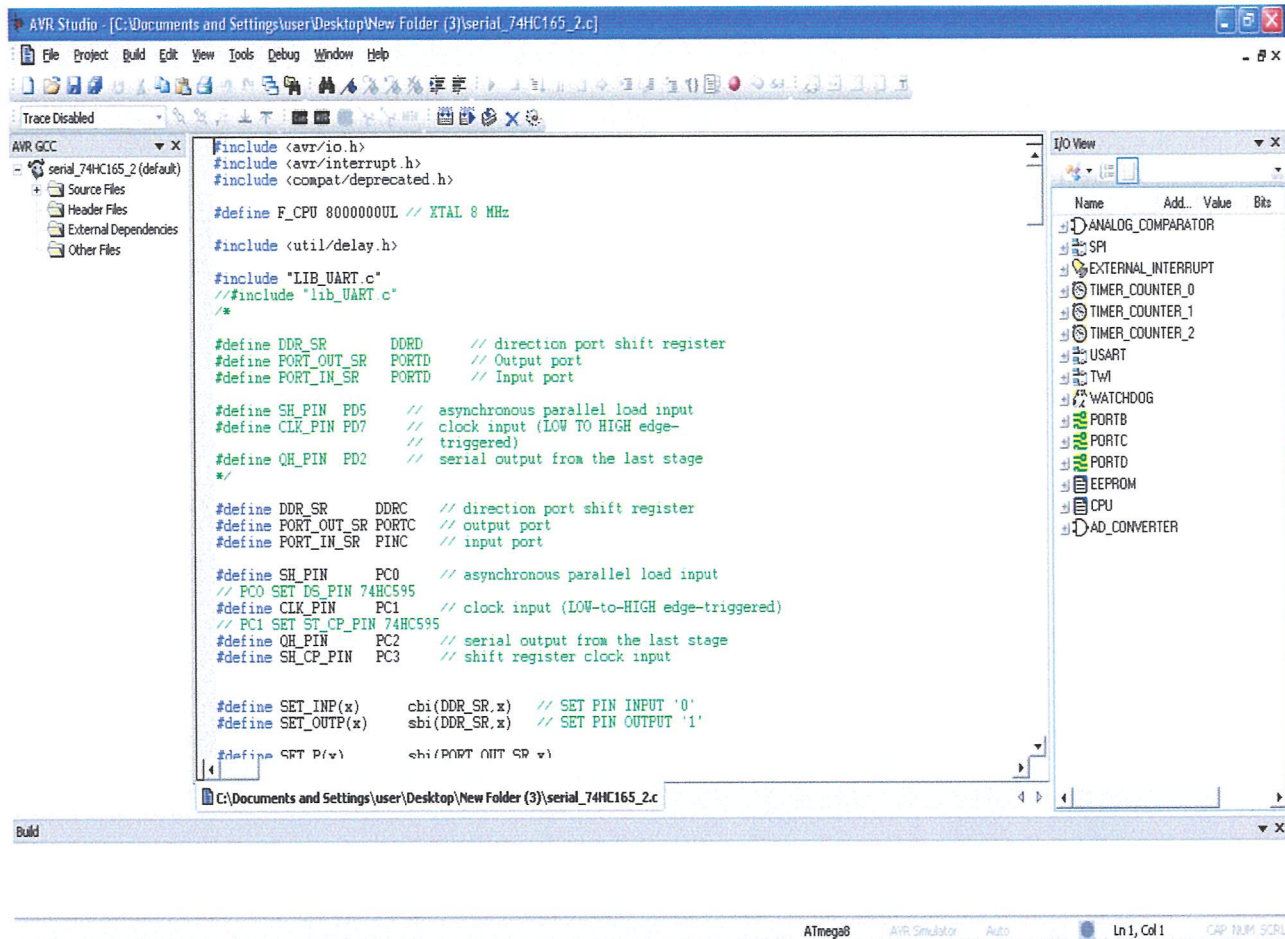 AVR Studio - [C:\Documents and Settings\user\Desktop\New Folder (3)\serial_74HC165_2.c]
File Project Build Edit View Tools Debug Window Help
Trace Disabled
AVR GCC
serial_74HC165_2 (default)
Source Files
Header Files
External Dependencies
Other Files
#include <avr/io.h>
#include <avr/interrupt.h>
#include <compat/deprecated.h>
#define F_CPU 8000000UL // XTAL 8 MHz
#include <util/delay.h>
#include "LIB_UART.c"
//#include "lib_UART.c"
/*
#define DDR_SR DDRD // direction port shift register
#define PORT_OUT_SR PORTD // Output port
#define PORT_IN_SR PORTD // Input port
#define SH_PIN PD5 // asynchronous parallel load input
#define CLK_PIN PD7 // clock input (LOW TO HIGH edge-
// triggered)
#define QH_PIN PD2 // serial output from the last stage
*/
#define DDR_SR DDRC // direction port shift register
#define PORT_OUT_SR PORTC // output port
#define PORT_IN_SR PINC // input port
#define SH_PIN PC0 // asynchronous parallel load input
// PC0 SET DS_PIN 74HC595
#define CLK_PIN PC1 // clock input (LOW-to-HIGH edge-triggered)
// PC1 SET ST_CP_PIN 74HC595
#define QH_PIN PC2 // serial output from the last stage
#define SH_CP_PIN PC3 // shift register clock input
#define SET_INP(x) cbi(DDR_SR,x) // SET PIN INPUT '0'
#define SET_OUTP(x) sbi(DDR_SR,x) // SET PIN OUTPUT '1'
#define SET_P(x) sbi(PORT_OUT_SR,x)
C:\Documents and Settings\user\Desktop\New Folder (3)\serial_74HC165_2.c
I/O View
Name Add... Value Bits
ANALOG_COMPARATOR
SPI
EXTERNAL_INTERRUPT
TIMER_COUNTER_0
TIMER_COUNTER_1
TIMER_COUNTER_2
USART
TWI
WATCHDOG
PORTB
PORTC
PORTD
EEPROM
CPU
AD_CONVERTER
Build
ATmega8 AVR Simulator Auto Ln 1, Col 1 CAP NUM SCRL